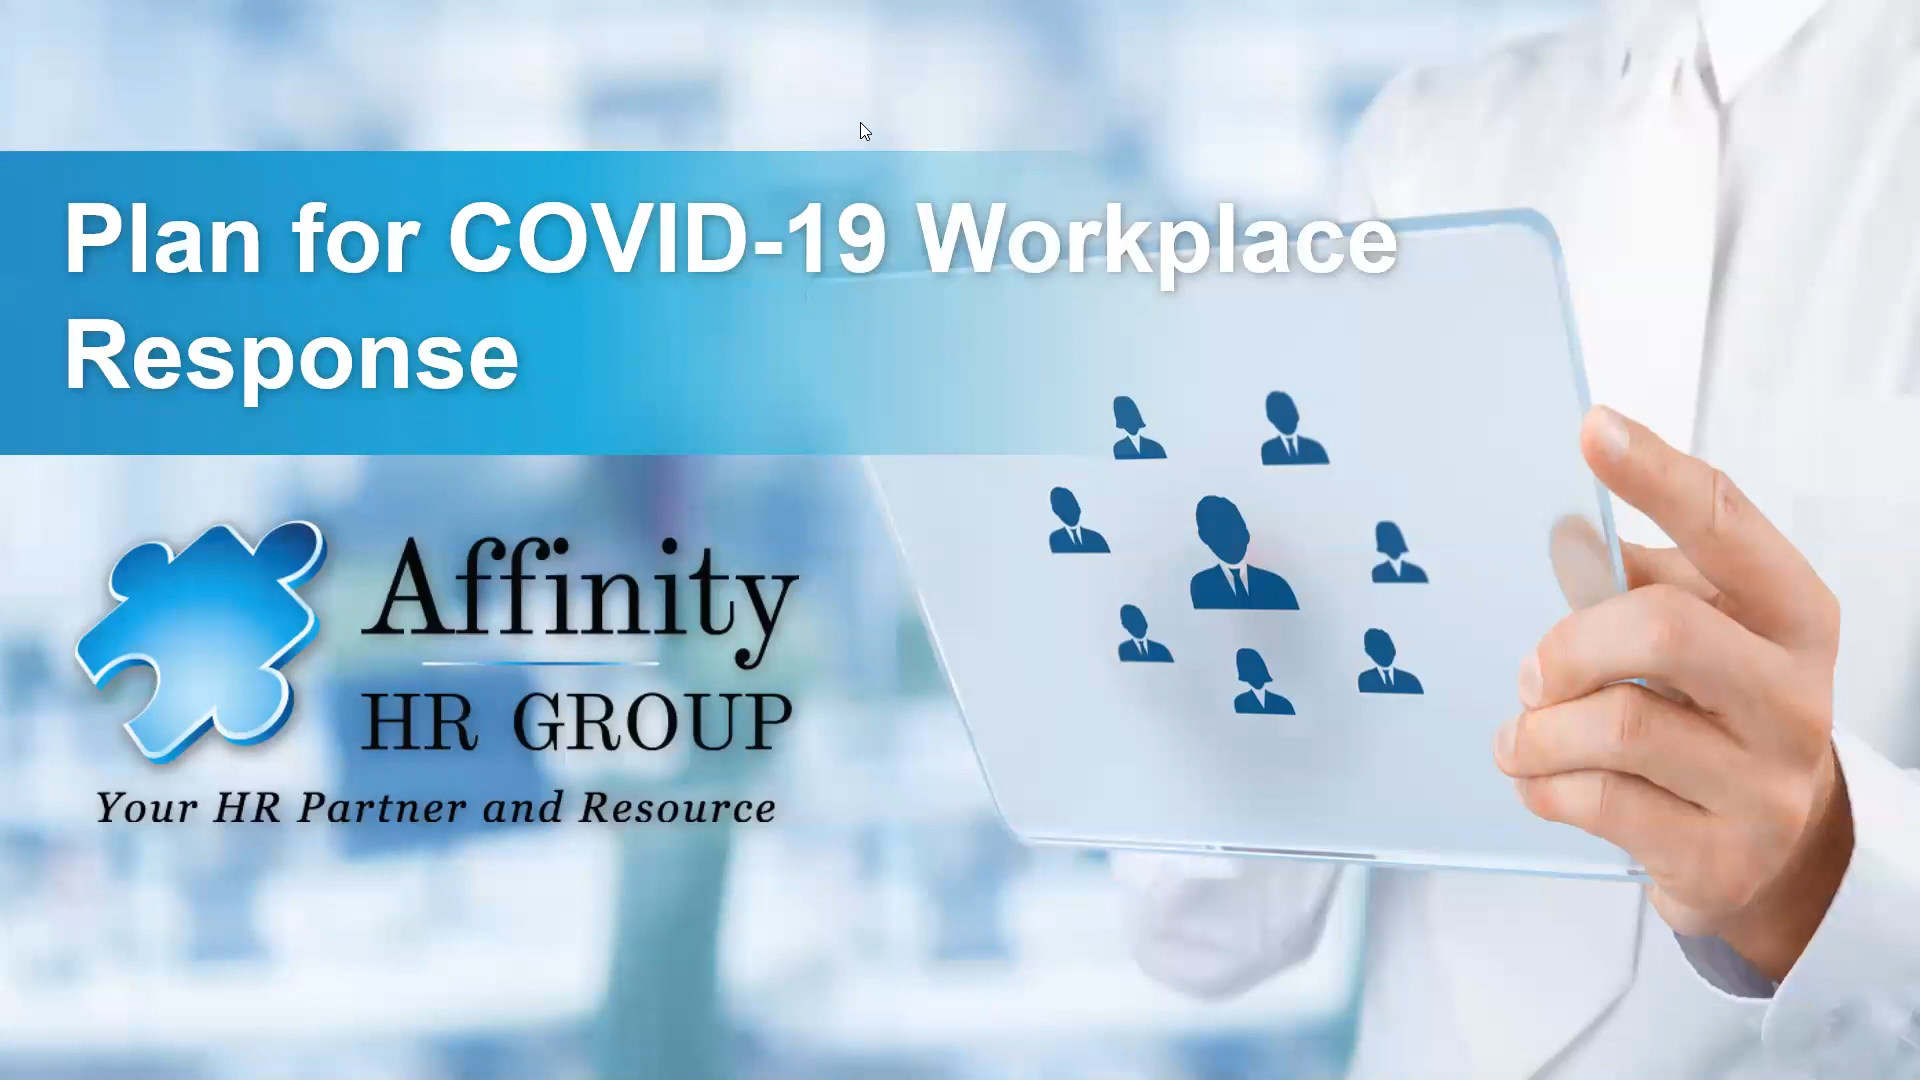 Plan for COVID-19 Workplace
Response
Affinity
HR GROUP
Your HR Partner and Resource